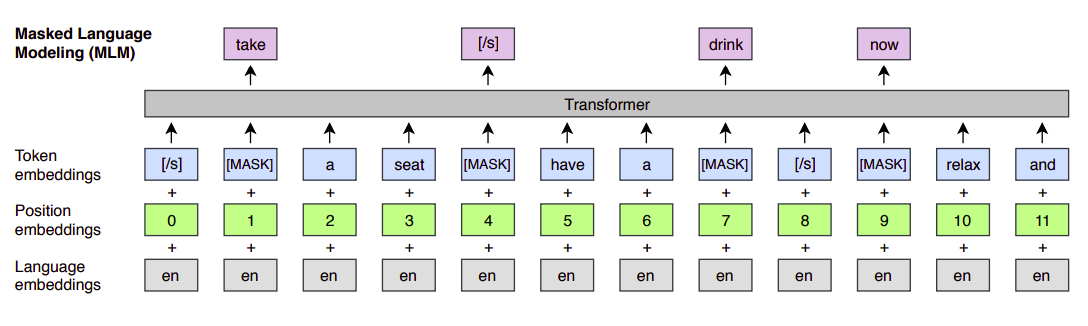 Masked Language
Modeling (MLM)
take [/s] drink now
Transformer
Token
embeddings
[/s] [MASK] a seat [MASK] have a [MASK] [/s] [MASK] relax and
+ + + + + + + + + + + +
Position
embeddings
0 1 2 3 4 5 6 7 8 9 10 11
+ + + + + + + + + + + +
Language
embeddings
en en en en en en en en en en en en